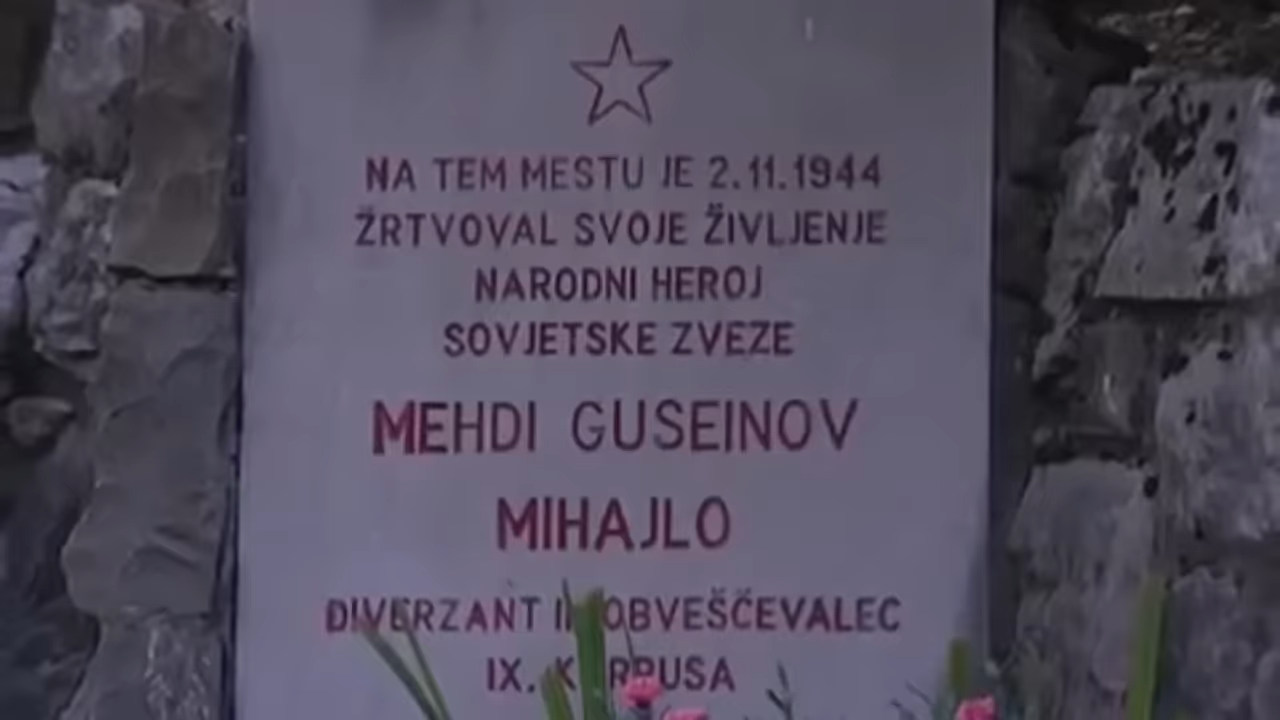 NA TEM MESTU JE 2.11.1944
ŽRTVOVAL SVOJE ŽIVLJENJE
NARODNI HEROJ
SOVJETSKE ZVEZE
MEHDI GUSEINOV
MIHAJLO
DIVERZANT OBVEŠČEVALEC
IX.